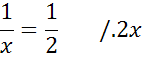 1/x = 1/2   /.2x